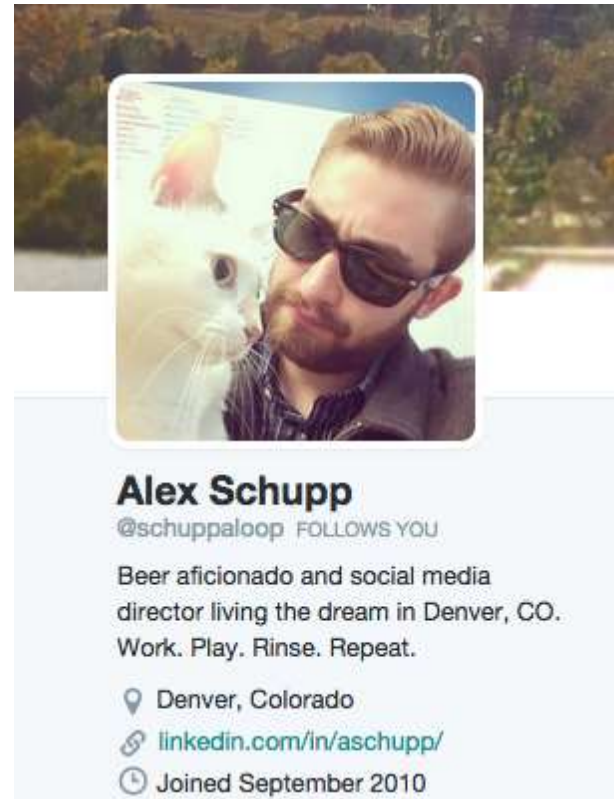 Alex Schupp
@schuppaloop FOLLOWS YOU
Beer aficionado and social media
director living the dream in Denver, CO.
Work. Play. Rinse. Repeat.
Denver, Colorado
linkedin.com/in/aschupp/
Joined September 2010